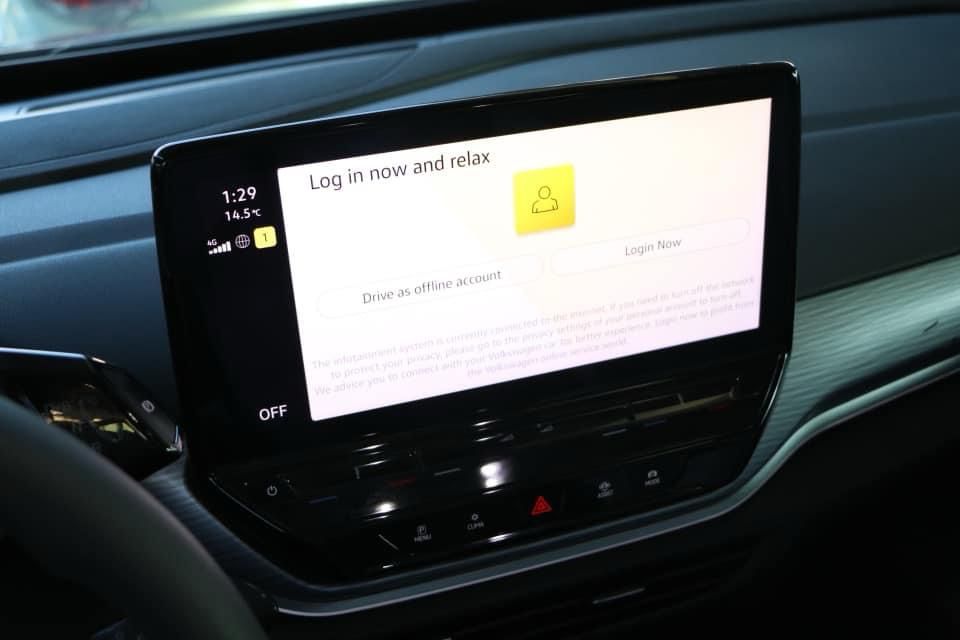 Log in now and relax
1:29
14.5°C
4G
1
Login Now
Drive as offline account
The infotainment system is currently connected to the internet, if you need to turn off the network
to protect your privacy, please go to the privacy settings of your personal account to turn off.
We advice you to connect with your Volkswagen car for better experience. Login now to profit from
the Volkswagen online service world.
OFF
P
MENU
CLIMA
ASSIST
MODE